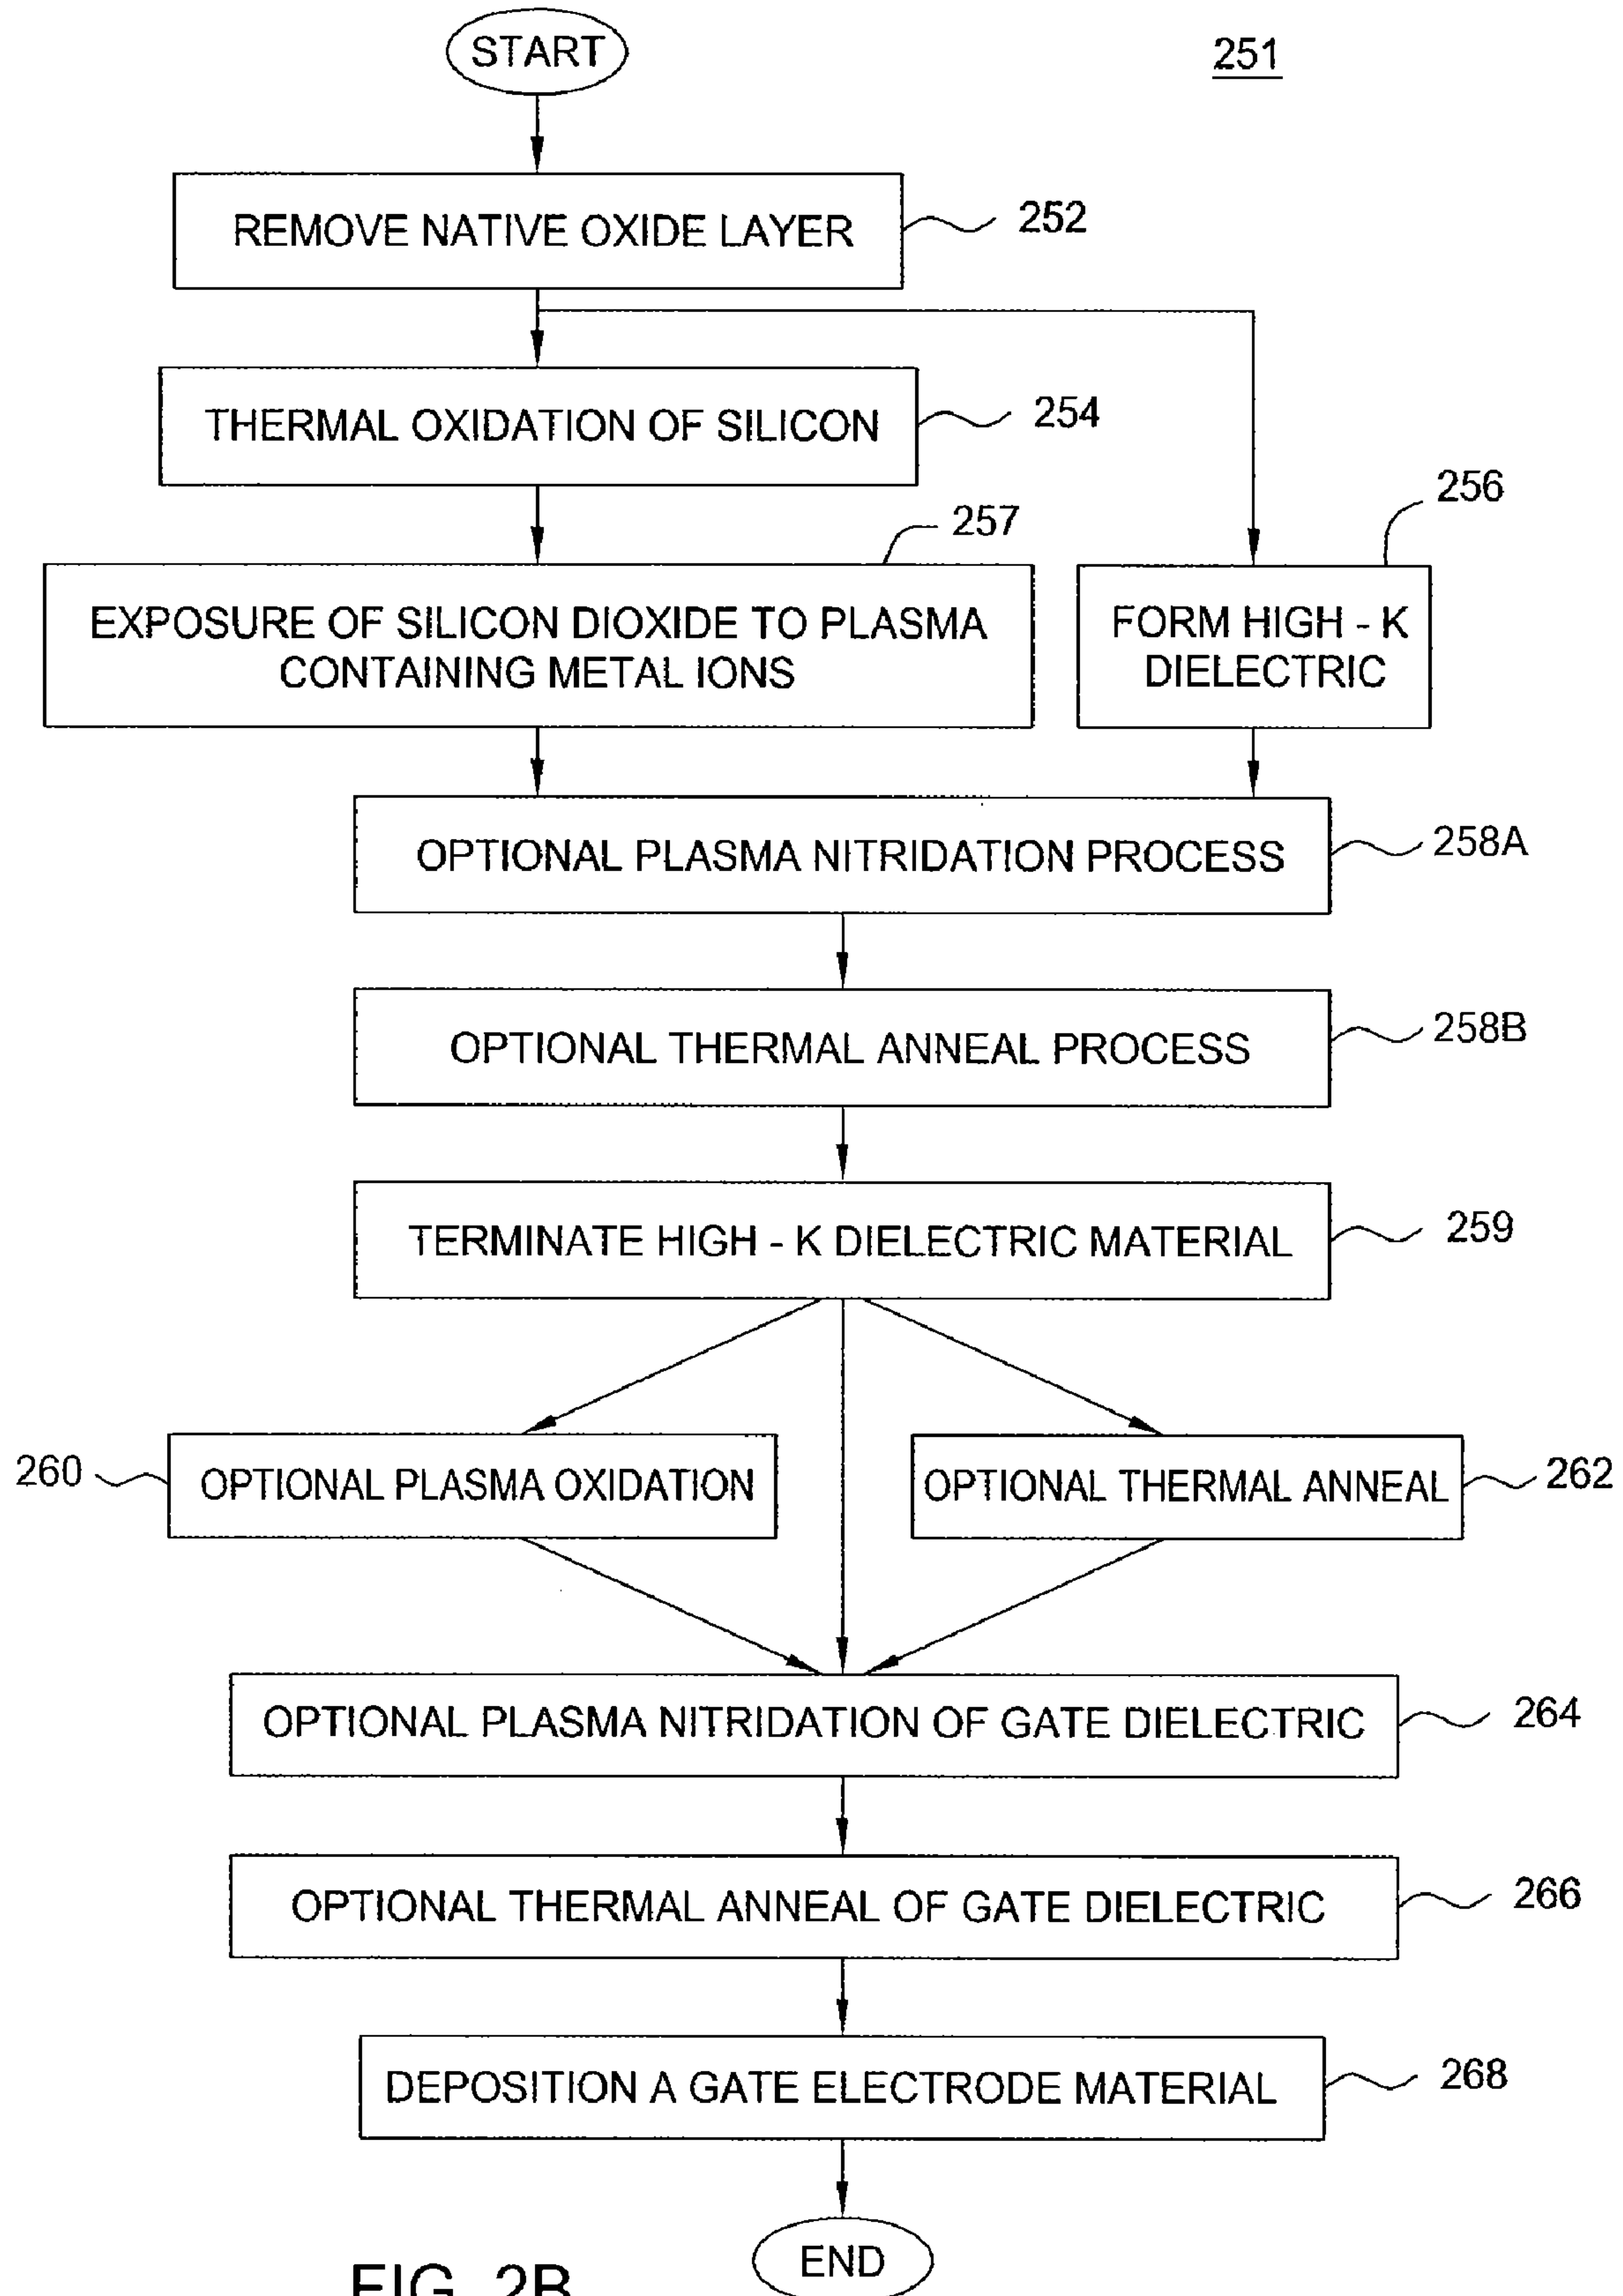 START
251
REMOVE NATIVE OXIDE LAYER
252
THERMAL OXIDATION OF SILICON
254
256
257
EXPOSURE OF SILICON DIOXIDE TO PLASMA
CONTAINING METAL IONS
FORM HIGH - K
DIELECTRIC
OPTIONAL PLASMA NITRIDATION PROCESS
258A
OPTIONAL THERMAL ANNEAL PROCESS
258B
TERMINATE HIGH - K DIELECTRIC MATERIAL
259
260
OPTIONAL PLASMA OXIDATION
OPTIONAL THERMAL ANNEAL
262
OPTIONAL PLASMA NITRIDATION OF GATE DIELECTRIC
264
OPTIONAL THERMAL ANNEAL OF GATE DIELECTRIC
266
DEPOSITION A GATE ELECTRODE MATERIAL
268
END
FIG. 2B